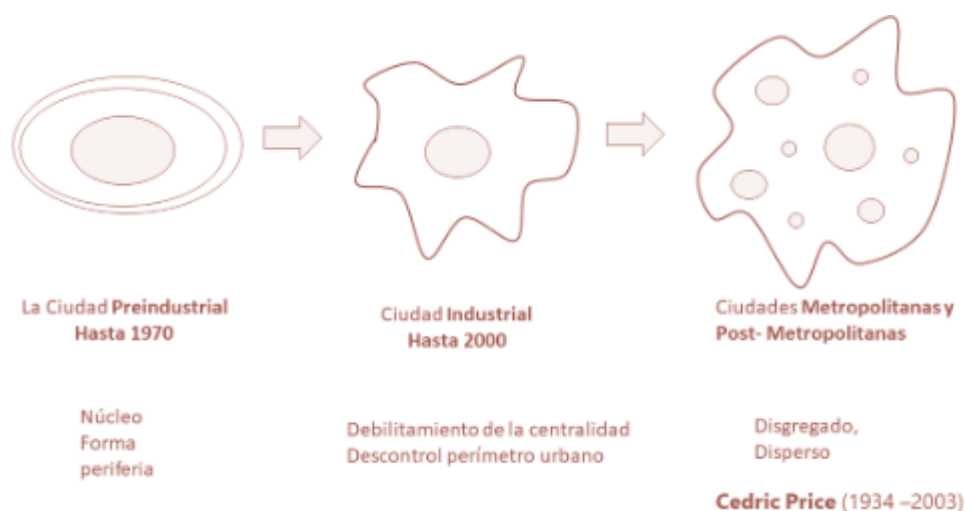 La Ciudad Preindustrial
Hasta 1970
Ciudad Industrial
Hasta 2000
Ciudades Metropolitanas y
Post- Metropolitanas
Núcleo
Forma
periferia
Debilitamiento de la centralidad
Descontrol perímetro urbano
Disgregado,
Disperso
Cedric Price (1934 –2003)